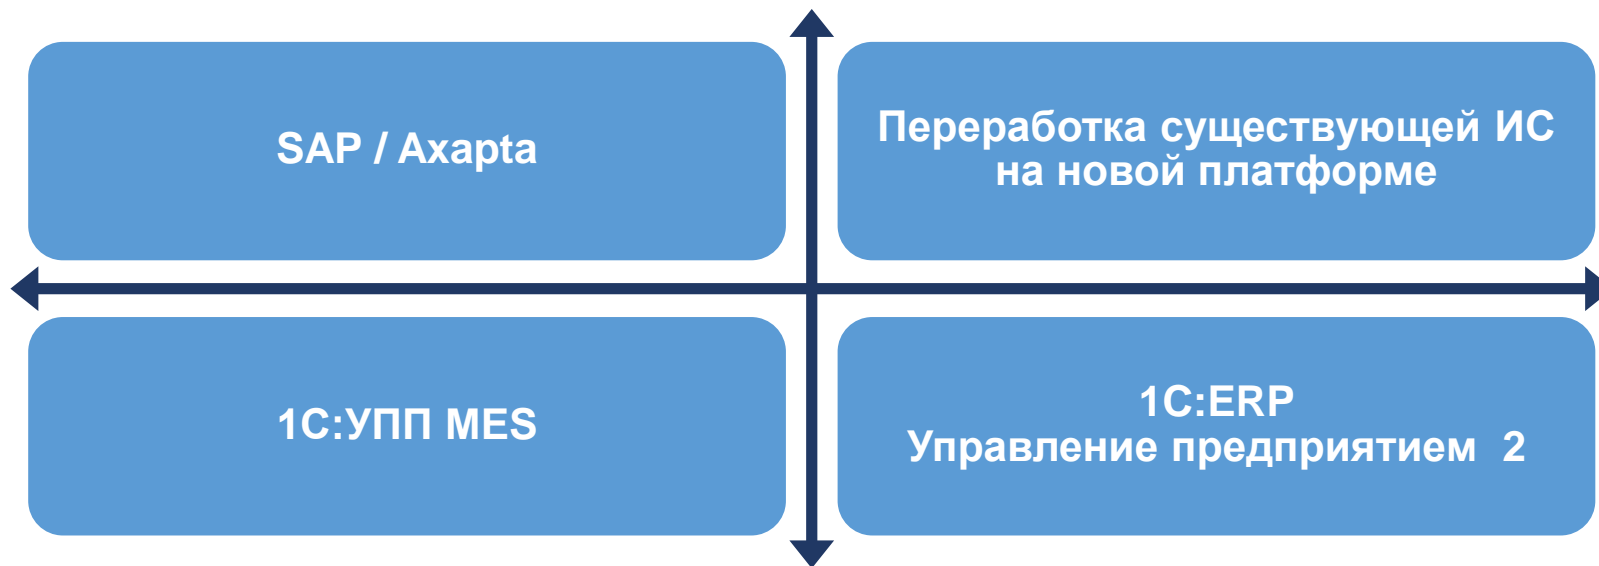 SAP / Axapta
Переработка существующей ИС
на новой платформе
1С:УПП MES
1С:ERP
Управление предприятием 2